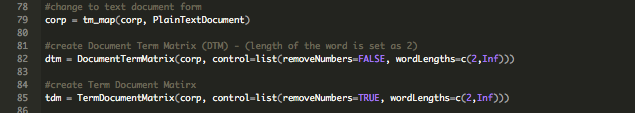 78 #change to text document form
79 corp = tm_map(corp, PlainTextDocument)
80
81 #create Document Term Matrix (DTM) - (length of the word is set as 2)
82 dtm = DocumentTermMatrix(corp, control=list(removeNumbers=FALSE, wordLengths=c(2,Inf)))
83
84 #create Term Document Matirx
85 tdm = TermDocumentMatrix(corp, control=list(removeNumbers=TRUE, wordLengths=c(2,Inf)))
86